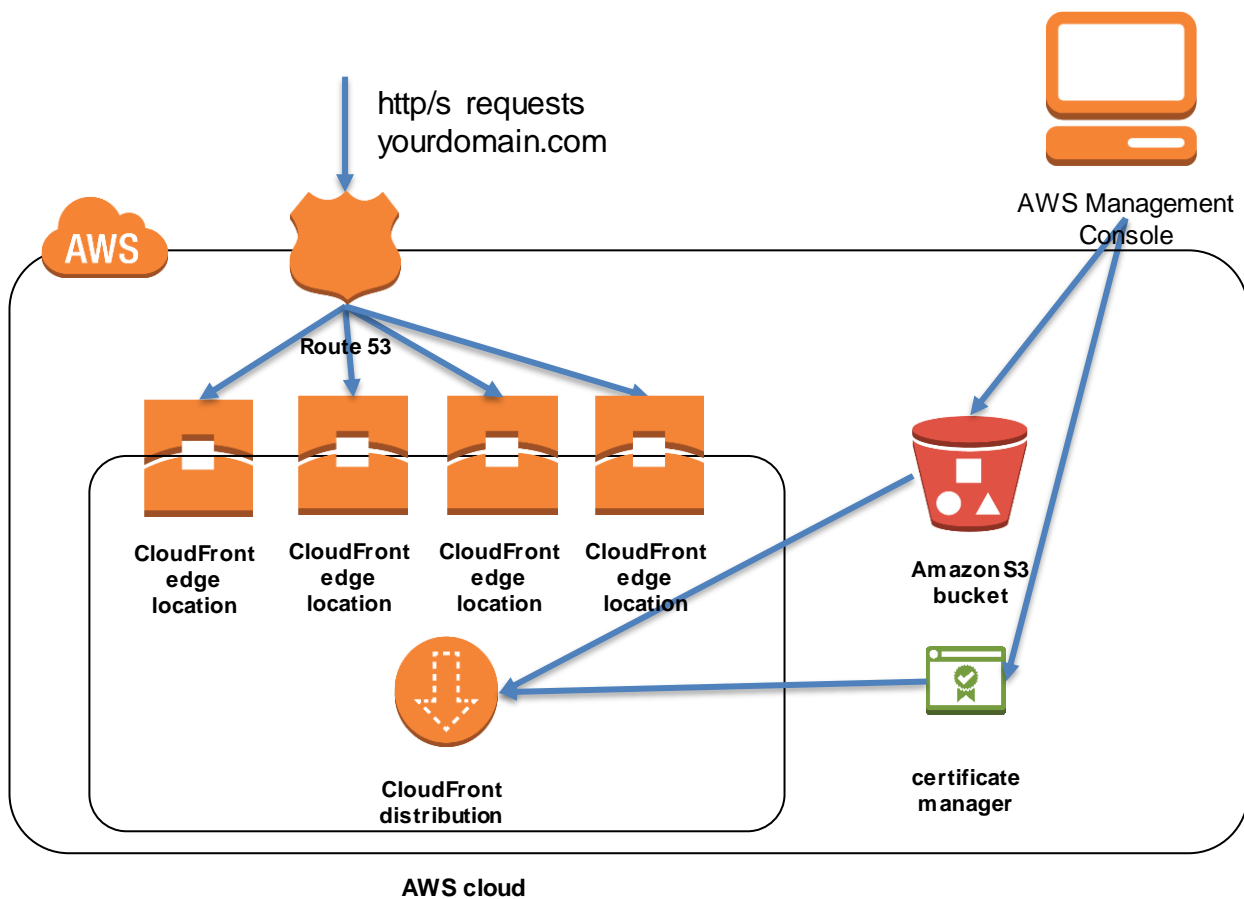 http/s requests
yourdomain.com
AWS Management
Console
AWS
Route 53
CloudFront
edge
location
CloudFront
edge
location
CloudFront
edge
location
CloudFront
edge
location
Amazon S3
bucket
CloudFront
distribution
certificate
manager
AWS cloud